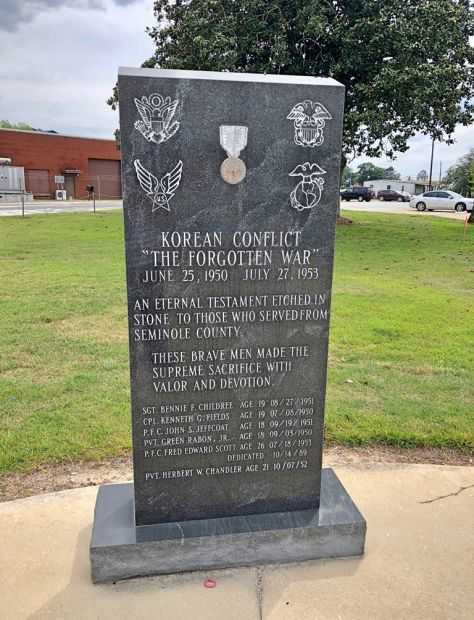 KOREAN CONFLICT
"THE FORGOTTEN WAR"
JUNE 25, 1950 JULY 27, 1953
AN ETERNAL TESTAMENT ETCHED IN
STONE TO THOSE WHO SERVED FROM
SEMINOLE COUNTY.
THESE BRAVE MEN MADE THE
SUPREME SACRIFICE WITH
VALOR AND DEVOTION.
SGT. BENNIE F. CHILDREE AGE 19 08/27/1951
CPL. KENNETH G. FIELDS AGE 19 07/08/1950
P.F.C. JOHN S. JEFFCOAT AGE 18 09/19/1951
PVT. GREEN RABON, JR. AGE 18 09/03/1950
P.F.C. FRED EDWARD SCOTT AGE 26 07/18/1953
DEDICATED 10/14/89
PVT. HERBERT W. CHANDLER AGE 21 10/07/52
US